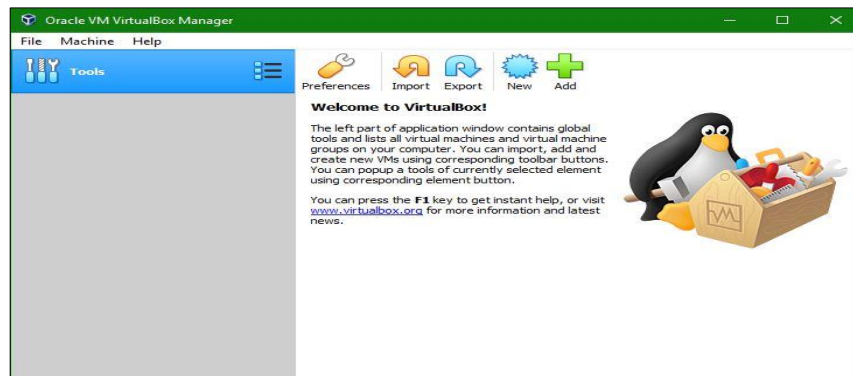 Oracle VM VirtualBox Manager
File Machine Help
Tools
Preferences Import Export New Add
Welcome to VirtualBox!
The left part of application window contains global
tools and lists all virtual machines and virtual machine
groups on your computer. You can import, add and
create new VMs using corresponding toolbar buttons.
You can popup a tools of currently selected element
using corresponding element button.
You can press the F1 key to get instant help, or visit
www.virtualbox.org for more information and latest
news.